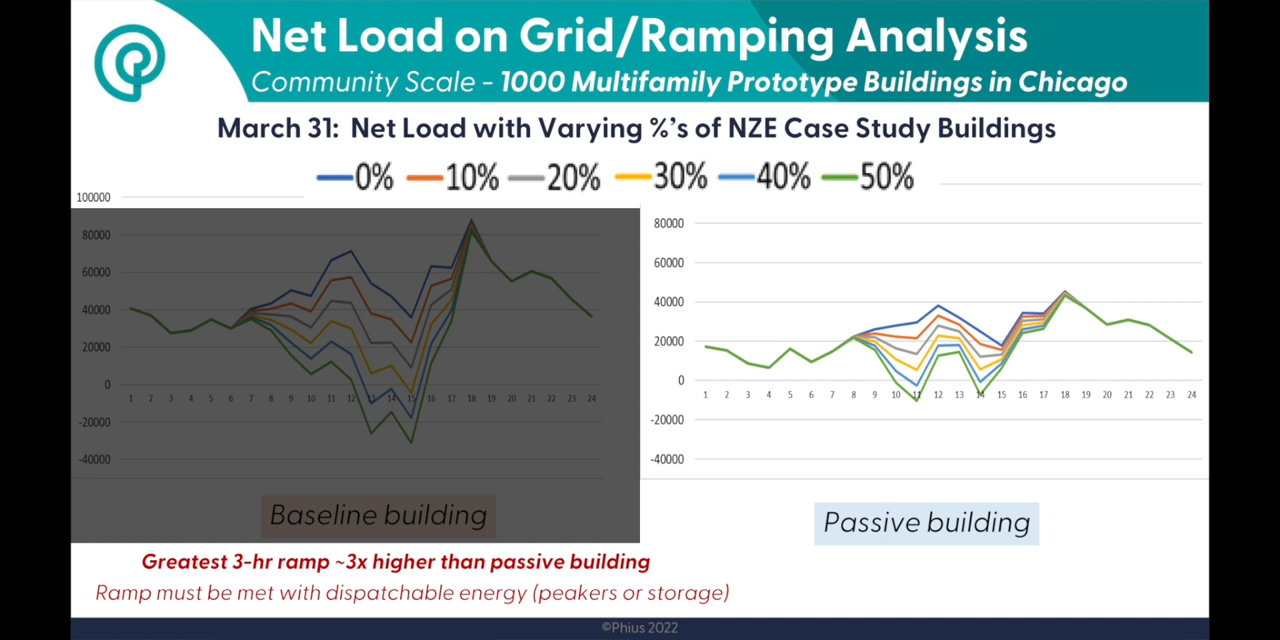 Net Load on Grid/Ramping Analysis
Community Scale - 1000 Multifamily Prototype Buildings in Chicago
March 31: Net Load with Varying %'s of NZE Case Study Buildings
0% 10% 20% 30% 40% 50%
100000
80000
60000
40000
20000
0
-20000
-40000
1 2 3 4 5 6 7 8 9 10 11 12 13 14 15 16 17 18 19 20 21 22 23 24
Baseline building
80000
60000
40000
20000
0
-20000
-40000
1 2 3 4 5 6 7 8 9 10 11 12 13 14 15 16 17 18 19 20 21 22 23 24
Passive building
Greatest 3-hr ramp ~3x higher than passive building
Ramp must be met with dispatchable energy (peakers or storage)
©Phius 2022